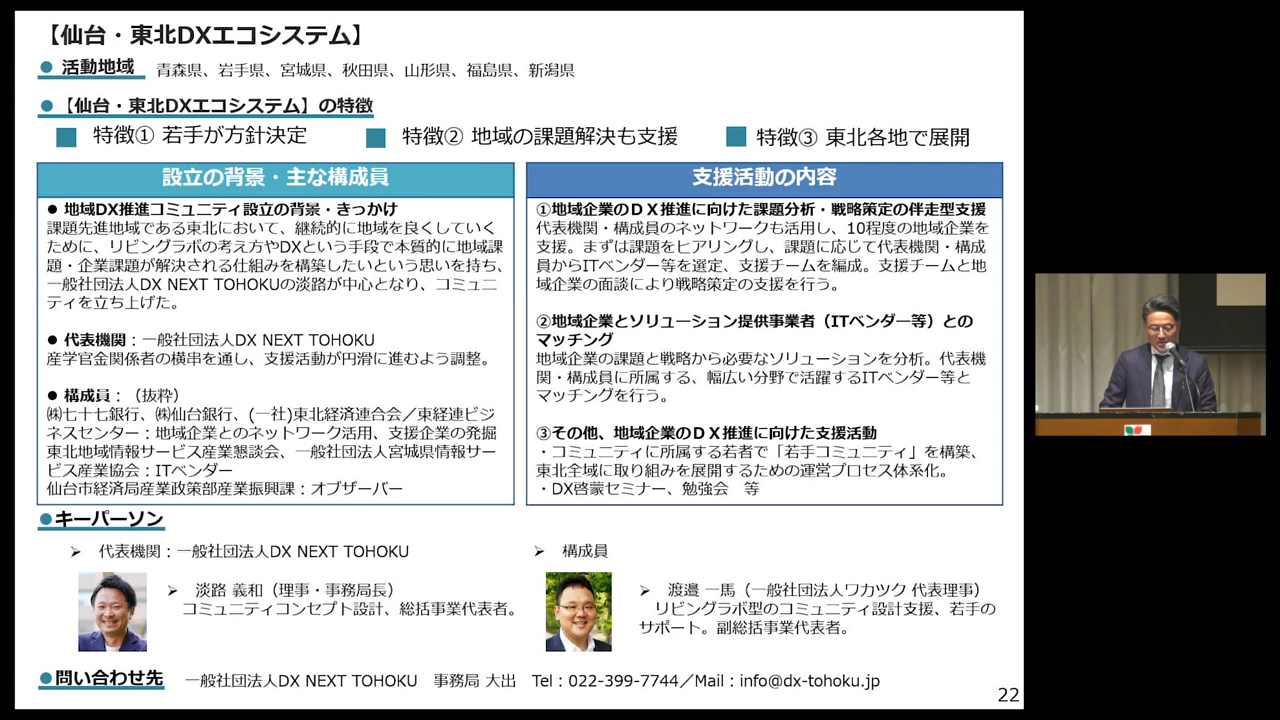 【仙台・東北DXエコシステム】
● 活動地域 青森県、岩手県、宮城県、秋田県、山形県、福島県、新潟県
● 【仙台・東北DXエコシステム】の特徴
特徴① 若手が方針決定 特徴② 地域の課題解決も支援 特徴③ 東北各地で展開
設立の背景・主な構成員
● 地域DX推進コミュニティ設立の背景・きっかけ
課題先進地域である東北において、継続的に地域を良くしていく
ために、リビングラボの考え方やDXという手段で本質的に地域課
題・企業課題が解決される仕組みを構築したいという思いを持ち、
一般社団法人DX NEXT TOHOKUの淡路が中心となり、コミュニ
ティを立ち上げた。
● 代表機関：一般社団法人DX NEXT TOHOKU
産学官金関係者の横串を通し、支援活動が円滑に進むよう調整。
● 構成員：（抜粋）
㈱七十七銀行、㈱仙台銀行、(一社)東北経済連合会／東経連ビジ
ネスセンター：地域企業とのネットワーク活用、支援企業の発掘
東北地域情報サービス産業懇談会、一般社団法人宮城県情報サー
ビス産業協会：ITベンダー
仙台市経済局産業政策部産業振興課：オブザーバー
支援活動の内容
①地域企業のＤＸ推進に向けた課題分析・戦略策定の伴走型支援
代表機関・構成員のネットワークも活用し、10程度の地域企業を
支援。まずは課題をヒアリングし、課題に応じて代表機関・構成
員からITベンダー等を選定、支援チームを編成。支援チームと地
域企業の面談により戦略策定の支援を行う。
②地域企業とソリューション提供事業者（ITベンダー等）との
マッチング
地域企業の課題と戦略から必要なソリューションを分析。代表機
関・構成員に所属する、幅広い分野で活躍するITベンダー等と
マッチングを行う。
③その他、地域企業のＤＸ推進に向けた支援活動
・コミュニティに所属する若者で「若手コミュニティ」を構築、
東北全域に取り組みを展開するための運営プロセス体系化。
・DX啓蒙セミナー、勉強会　等
●キーパーソン
➢ 代表機関：一般社団法人DX NEXT TOHOKU
➢ 淡路 義和（理事・事務局長）
コミュニティコンセプト設計、総括事業代表者。
➢ 構成員
➢ 渡邉 一馬（一般社団法人ワカツク 代表理事）
リビングラボ型のコミュニティ設計支援、若手の
サポート。副総括事業代表者。
●問い合わせ先 一般社団法人DX NEXT TOHOKU　事務局 大出　Tel：022-399-7744／Mail：info@dx-tohoku.jp
22